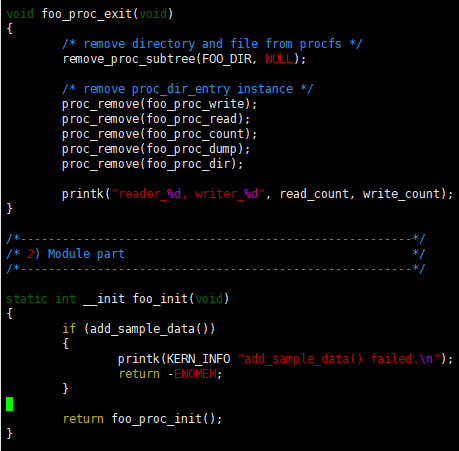 void foo_proc_exit(void)
{
        /* remove directory and file from procfs */
        remove_proc_subtree(FOO_DIR, NULL);

        /* remove proc_dir_entry instance */
        proc_remove(foo_proc_write);
        proc_remove(foo_proc_read);
        proc_remove(foo_proc_count);
        proc_remove(foo_proc_dump);
        proc_remove(foo_proc_dir);

        printk("reader_%d, writer_%d", read_count, write_count);
}

/*--------------------------------------------------------*/
/* 2) Module part                                         */
/*--------------------------------------------------------*/

static int __init foo_init(void)
{
        if (add_sample_data())
        {
                printk(KERN_INFO "add_sample_data() failed.\n");
                return -ENOMEM;
        }

        return foo_proc_init();
}